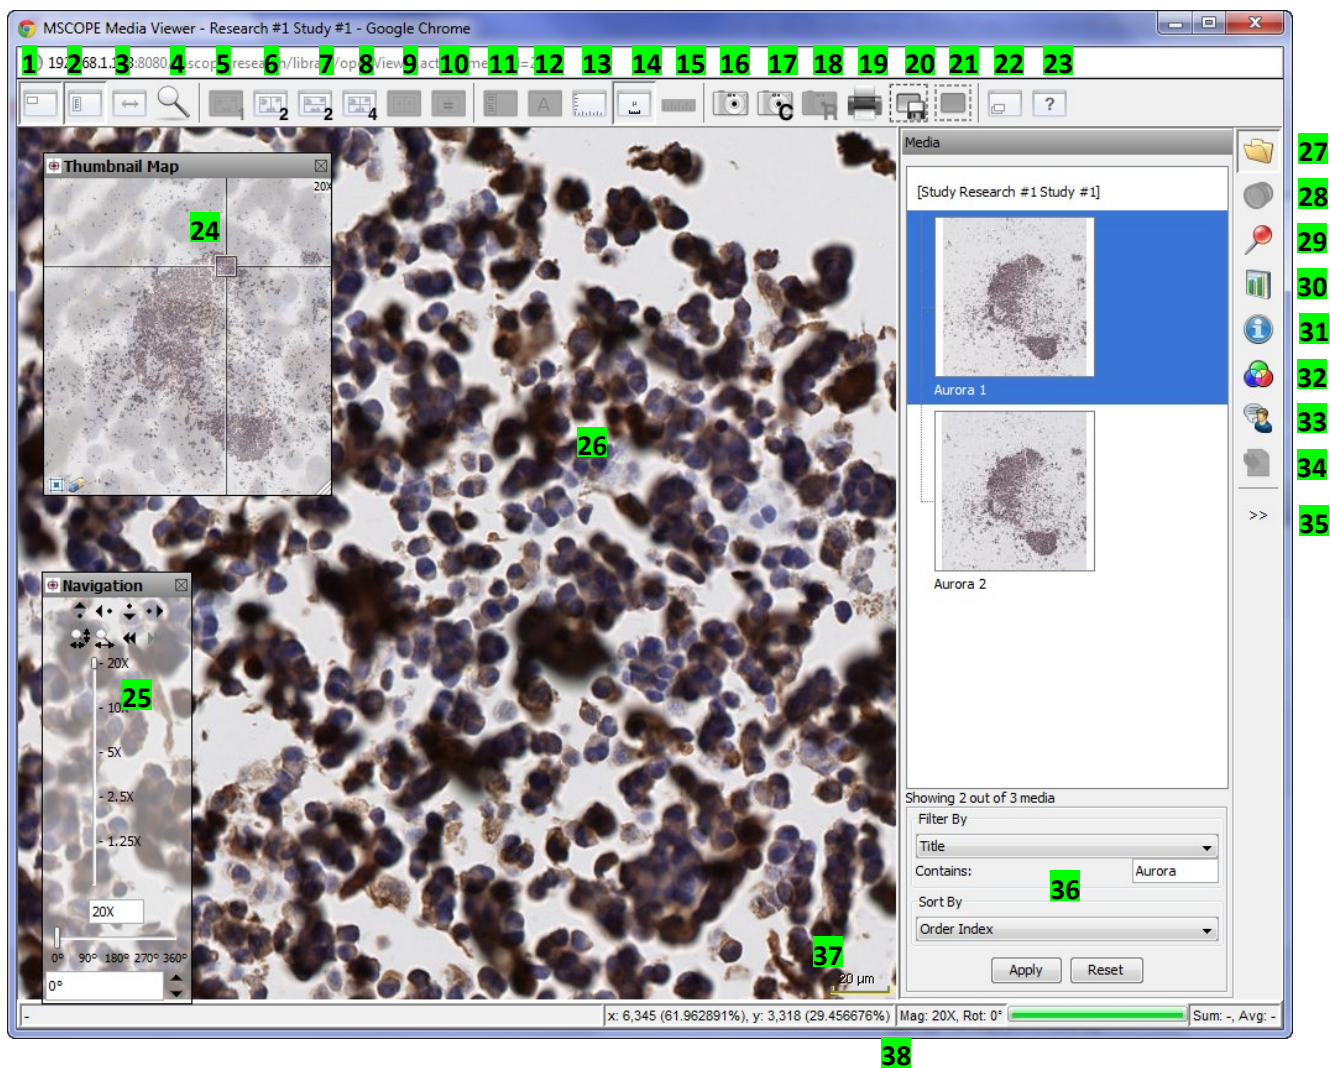 MSCOPE Media Viewer - Research #1 Study #1 - Google Chrome
1 2 3 4 5 6 7 8 9 10 11 12 13 14 15 16 17 18 19 20 21 22 23
1 2 2 4 C R A µ ?
Thumbnail Map
20X
24
Media
[Study Research #1 Study #1]
Aurora 1
Aurora 2
26
27
28
29
30
31
32
33
34
>>
35
Navigation
- 20X
25
- 10X
- 5X
- 2.5X
- 1.25X
20X
0° 90° 180° 270° 360°
0°
Showing 2 out of 3 media
Filter By
Title
Contains: Aurora
36
Sort By
Order Index
Apply Reset
37
20 µm
- x: 6,345 (61.962891%), y: 3,318 (29.456676%) Mag: 20X, Rot: 0° Sum: -, Avg: -
38